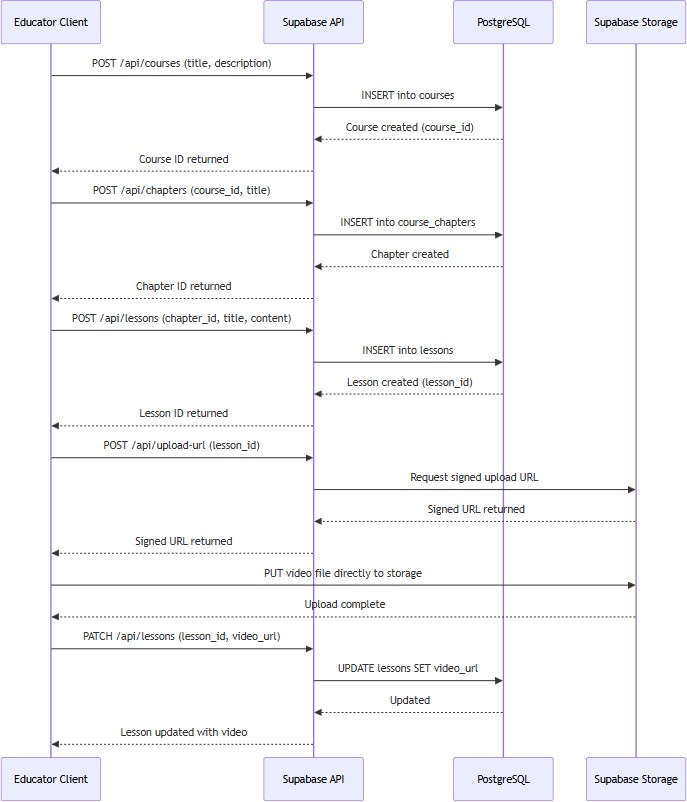 Educator Client
Supabase API
PostgreSQL
Supabase Storage
POST /api/courses (title, description)
INSERT into courses
Course created (course_id)
Course ID returned
POST /api/chapters (course_id, title)
INSERT into course_chapters
Chapter created
Chapter ID returned
POST /api/lessons (chapter_id, title, content)
INSERT into lessons
Lesson created (lesson_id)
Lesson ID returned
POST /api/upload-url (lesson_id)
Request signed upload URL
Signed URL returned
Signed URL returned
PUT video file directly to storage
Upload complete
PATCH /api/lessons (lesson_id, video_url)
UPDATE lessons SET video_url
Updated
Lesson updated with video
Educator Client
Supabase API
PostgreSQL
Supabase Storage